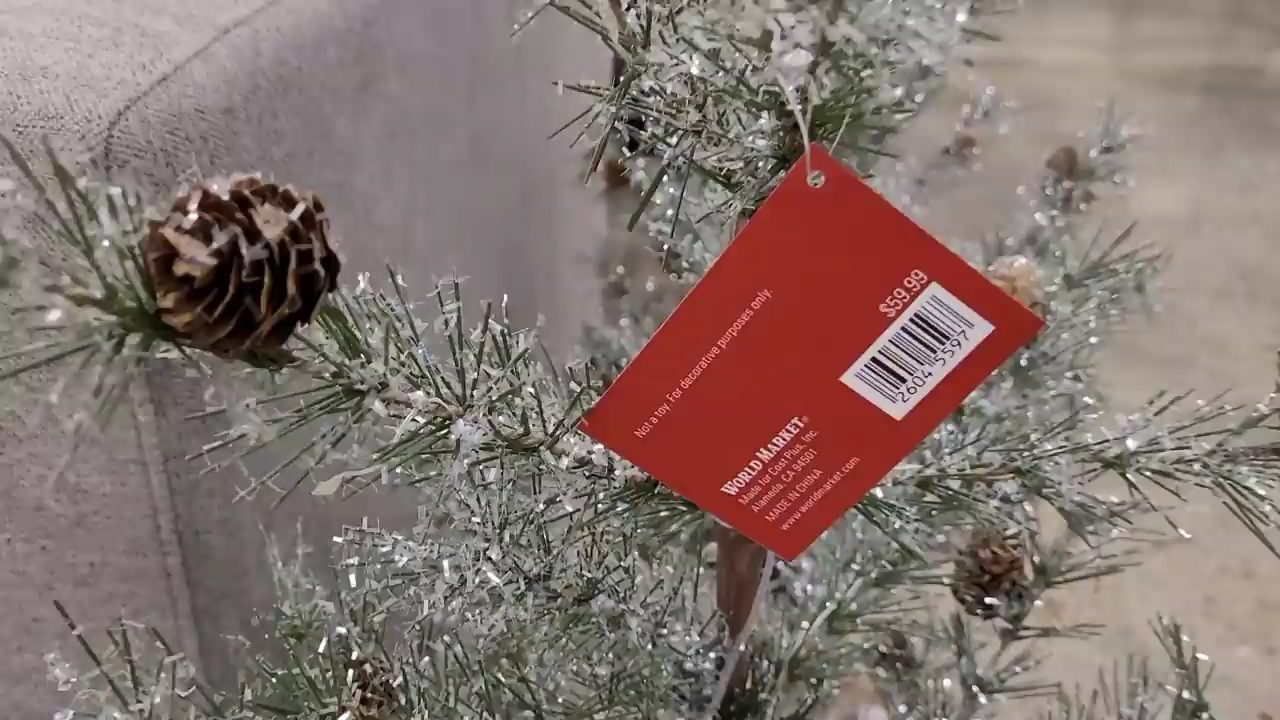 Not a toy. For decorative purposes only.
$59.99
2604 5597
WORLD MARKET®
Made for Cost Plus, Inc.
Alameda, CA 94501
MADE IN CHINA
www.worldmarket.com